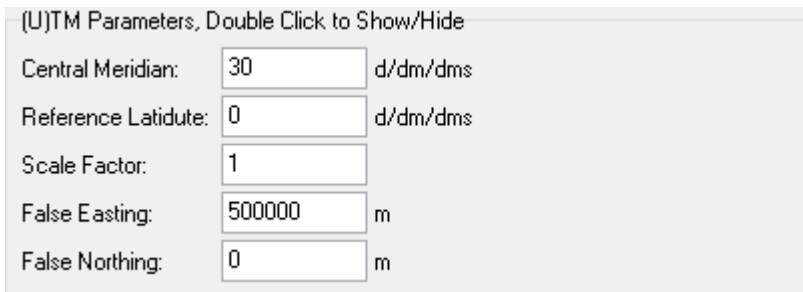 (U)TM Parameters, Double Click to Show/Hide
Central Meridian: 30 d/dm/dms
Reference Latidute: 0 d/dm/dms
Scale Factor: 1
False Easting: 500000 m
False Northing: 0 m